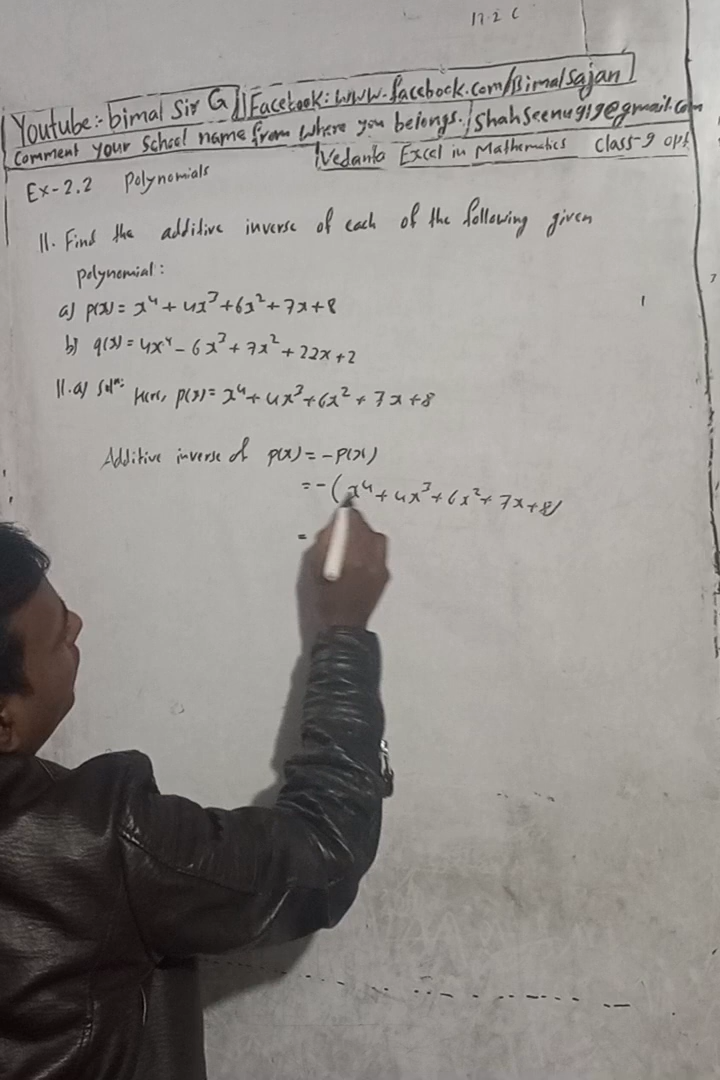 Youtube:- bimal Sir G || Facebook: www.facebook.com/Bimalsajan
Comment your School name from where you belongs. | Shahseenu919@gmail.com
Vedanta Excel in Mathematics Class-9 opt.
Ex-2.2 Polynomials
11. Find the additive inverse of each of the following given
polynomial:
a) p(x) = x⁴ + 4x³ + 6x² + 7x + 8
b) q(x) = 4x⁴ - 6x³ + 7x² + 22x + 2
11.a) Solⁿ: Here, p(x) = x⁴ + 4x³ + 6x² + 7x + 8
Additive inverse of p(x) = -p(x)
= -(x⁴ + 4x³ + 6x² + 7x + 8)
=